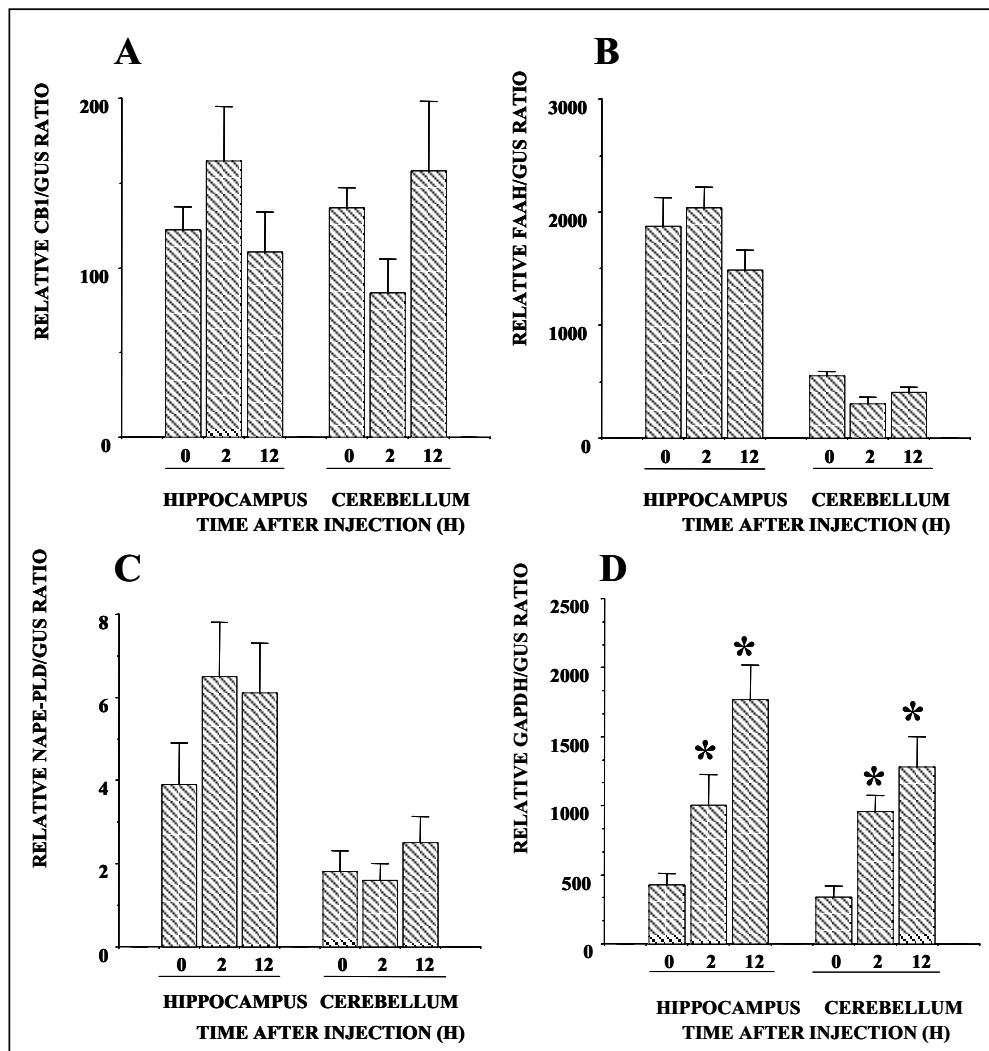 A
RELATIVE CB1/GUS RATIO
200
100
0
0 2 12 0 2 12
HIPPOCAMPUS CEREBELLUM
TIME AFTER INJECTION (H)
B
RELATIVE FAAH/GUS RATIO
3000
2000
1000
0
0 2 12 0 2 12
HIPPOCAMPUS CEREBELLUM
TIME AFTER INJECTION (H)
C
RELATIVE NAPE-PLD/GUS RATIO
8
6
4
2
0
0 2 12 0 2 12
HIPPOCAMPUS CEREBELLUM
TIME AFTER INJECTION (H)
D
RELATIVE GAPDH/GUS RATIO
2500
2000
1500
1000
500
0
* * * *
0 2 12 0 2 12
HIPPOCAMPUS CEREBELLUM
TIME AFTER INJECTION (H)